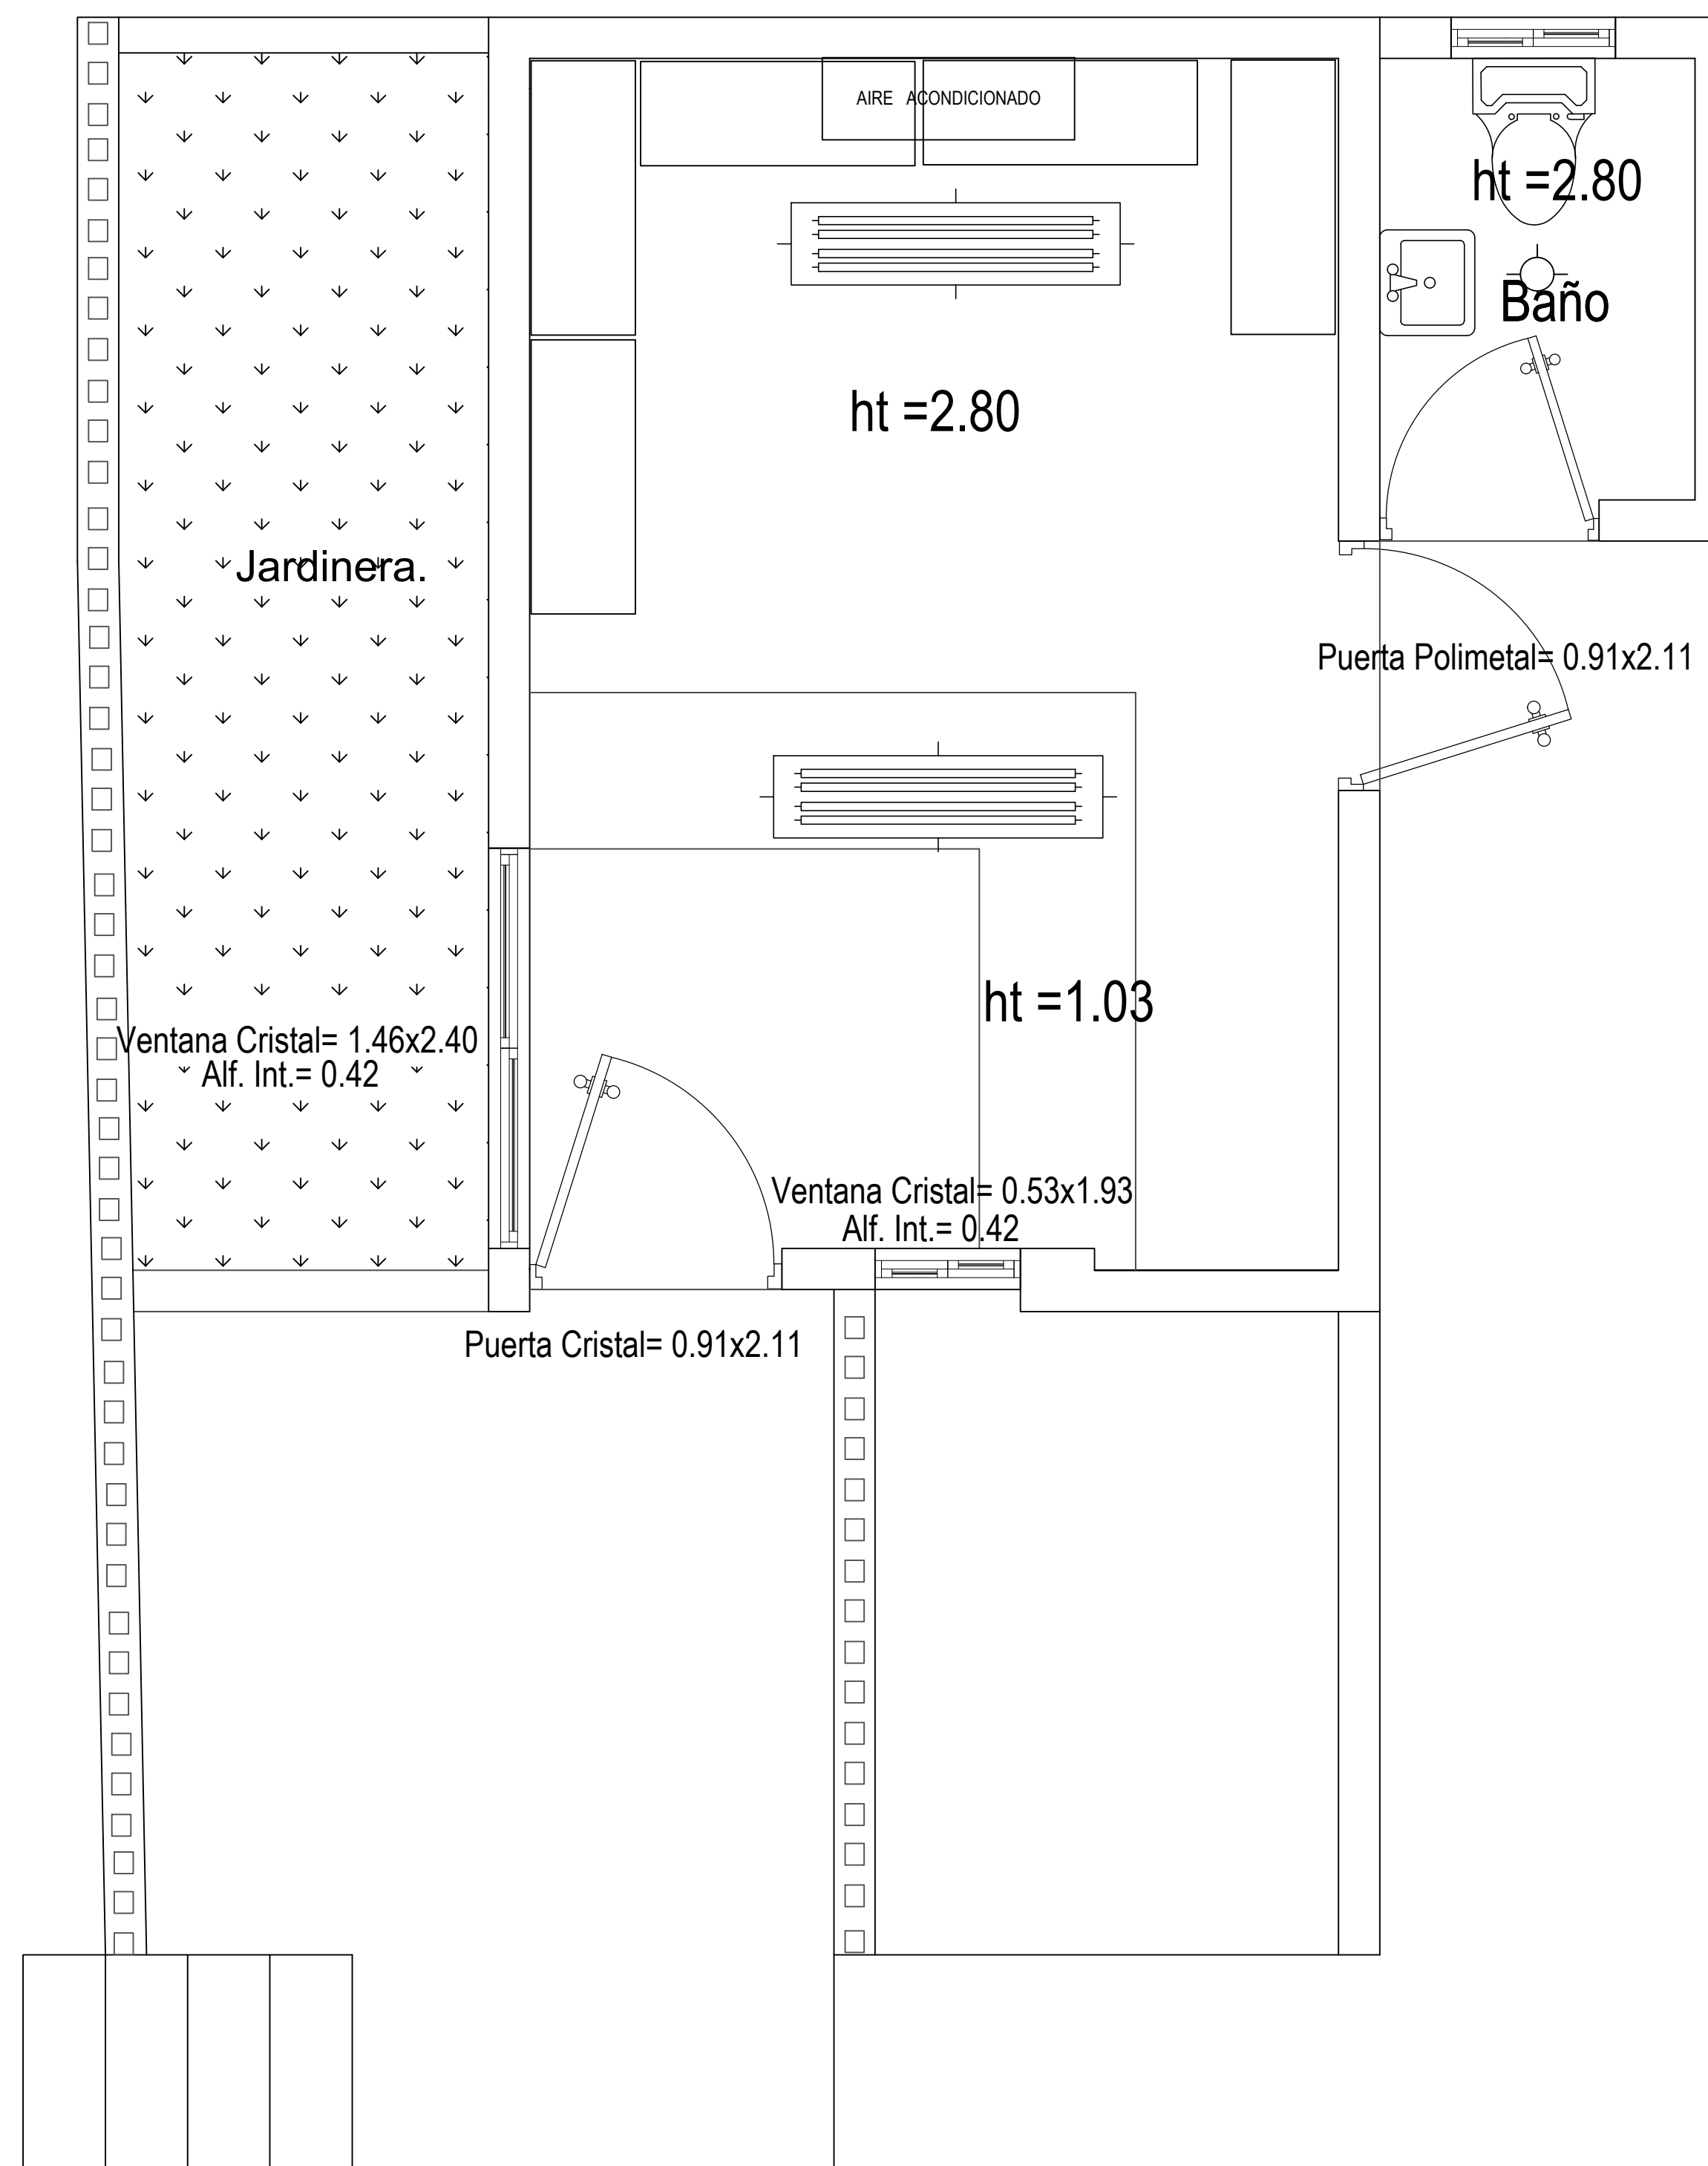 AIRE ACONDICIONADO
ht =2.80
Baño
ht =2.80
Jardinera.
Puerta Polimetal= 0.91x2.11
ht =1.03
Ventana Cristal= 1.46x2.40
Alf. Int.= 0.42
Ventana Cristal= 0.53x1.93
Alf. Int.= 0.42
Puerta Cristal= 0.91x2.11